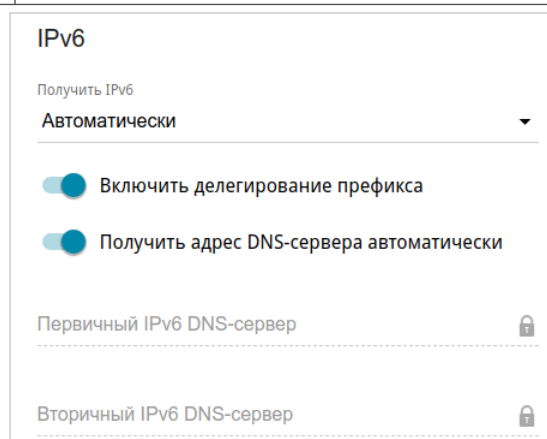 IPv6
Получить IPv6
Автоматически
Включить делегирование префикса
Получить адрес DNS-сервера автоматически
Первичный IPv6 DNS-сервер
Вторичный IPv6 DNS-сервер